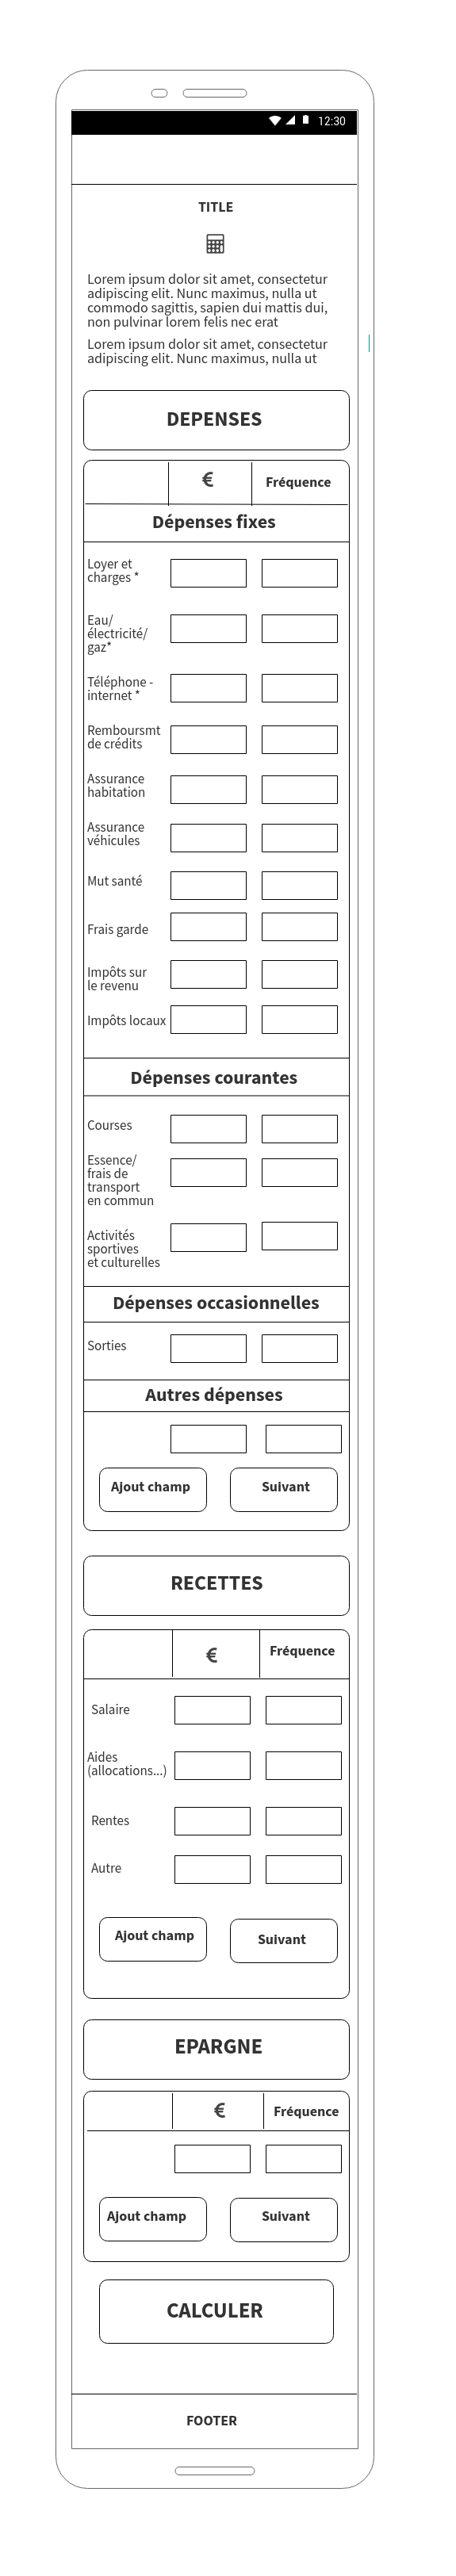 12:30
TITLE
Lorem ipsum dolor sit amet, consectetur
adipiscing elit. Nunc maximus, nulla ut
commodo sagittis, sapien dui mattis dui,
non pulvinar lorem felis nec erat
Lorem ipsum dolor sit amet, consectetur
adipiscing elit. Nunc maximus, nulla ut
DEPENSES
€ Fréquence
Dépenses fixes
Loyer et
charges *
Eau/
électricité/
gaz*
Téléphone -
internet *
Remboursmt
de crédits
Assurance
habitation
Assurance
véhicules
Mut santé
Frais garde
Impôts sur
le revenu
Impôts locaux
Dépenses courantes
Courses
Essence/
frais de
transport
en commun
Activités
sportives
et culturelles
Dépenses occasionnelles
Sorties
Autres dépenses
Ajout champ Suivant
RECETTES
€ Fréquence
Salaire
Aides
(allocations...)
Rentes
Autre
Ajout champ Suivant
EPARGNE
€ Fréquence
Ajout champ Suivant
CALCULER
FOOTER